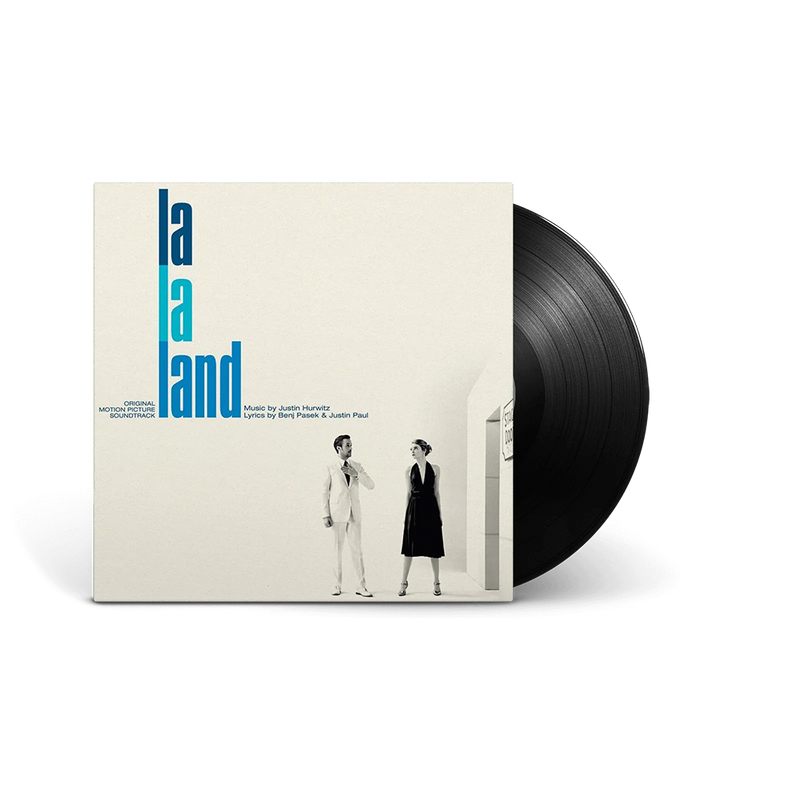 la
la
land
ORIGINAL
MOTION PICTURE
SOUNDTRACK
Music by Justin Hurwitz
Lyrics by Benj Pasek & Justin Paul